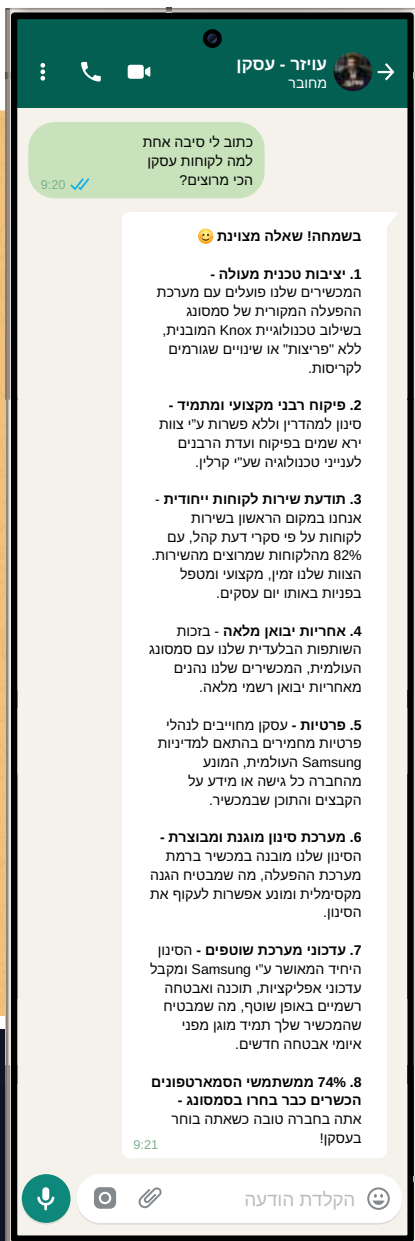 עויזר - עסקן
מחובר
כתוב לי סיבה אחת
למה לקוחות עסקן
הכי מרוצים?
9:20
בשמחה! שאלה מצוינת 😊
1. יציבות טכנית מעולה -
המכשירים שלנו פועלים עם מערכת
ההפעלה המקורית של סמסונג
בשילוב טכנולוגיית Knox המובנית,
ללא "פריצות" או שינויים שגורמים
לקריסות.
2. פיקוח רבני מקצועי ומתמיד -
סינון למהדרין וללא פשרות ע"י צוות
ירא שמים בפיקוח ועדת הרבנים
לענייני טכנולוגיה שע"י קרלין.
3. תודעת שירות לקוחות ייחודית -
אנחנו במקום הראשון בשירות
לקוחות על פי סקרי דעת קהל, עם
82% מהלקוחות שמרוצים מהשירות.
הצוות שלנו זמין, מקצועי ומטפל
בפניות באותו יום עסקים.
4. אחריות יבואן מלאה - בזכות
השותפות הבלעדית שלנו עם סמסונג
העולמית, המכשירים שלנו נהנים
מאחריות יבואן רשמי מלאה.
5. פרטיות - עסקן מחוייבים לנהלי
פרטיות מחמירים בהתאם למדיניות
Samsung העולמית, המונע
מהחברה כל גישה או מידע על
הקבצים והתוכן שבמכשיר.
6. מערכת סינון מוגנת ומבוצרת -
הסינון שלנו מובנה במכשיר ברמת
מערכת ההפעלה, מה שמבטיח הגנה
מקסימלית ומונע אפשרות לעקוף את
הסינון.
7. עדכוני מערכת שוטפים - הסינון
היחיד המאושר ע"י Samsung ומקבל
עדכוני אפליקציות, תוכנה ואבטחה
רשמיים באופן שוטף, מה שמבטיח
שהמכשיר שלך תמיד מוגן מפני
איומי אבטחה חדשים.
8. 74% ממשתמשי הסמארטפונים
הכשרים כבר בחרו בסמסונג -
אתה בחברה טובה כשאתה בוחר
בעסקן!
9:21
הקלדת הודעה